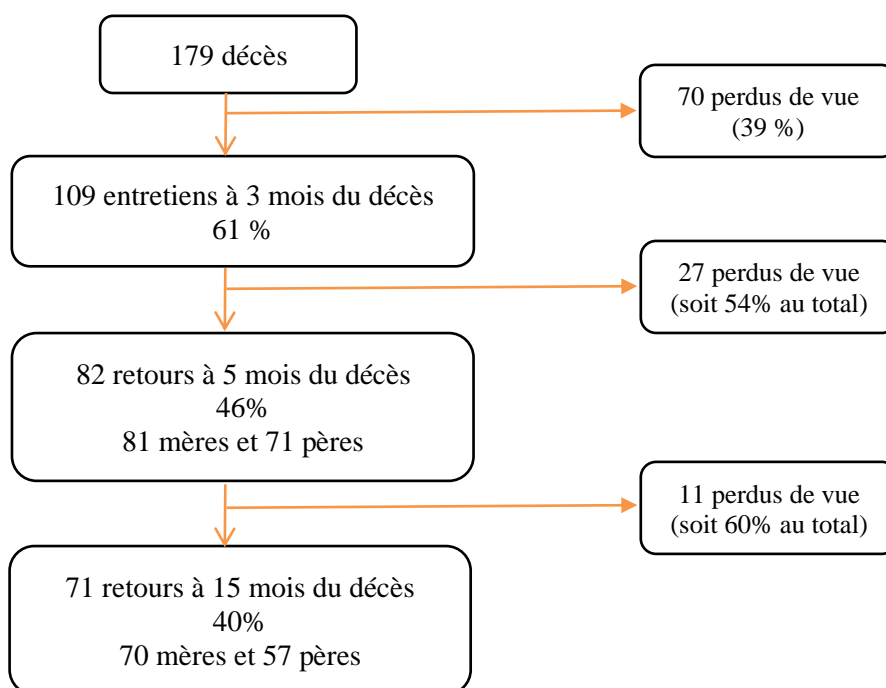 179 décès
70 perdus de vue
(39 %)
109 entretiens à 3 mois du décès
61 %
27 perdus de vue
(soit 54% au total)
82 retours à 5 mois du décès
46%
81 mères et 71 pères
11 perdus de vue
(soit 60% au total)
71 retours à 15 mois du décès
40%
70 mères et 57 pères